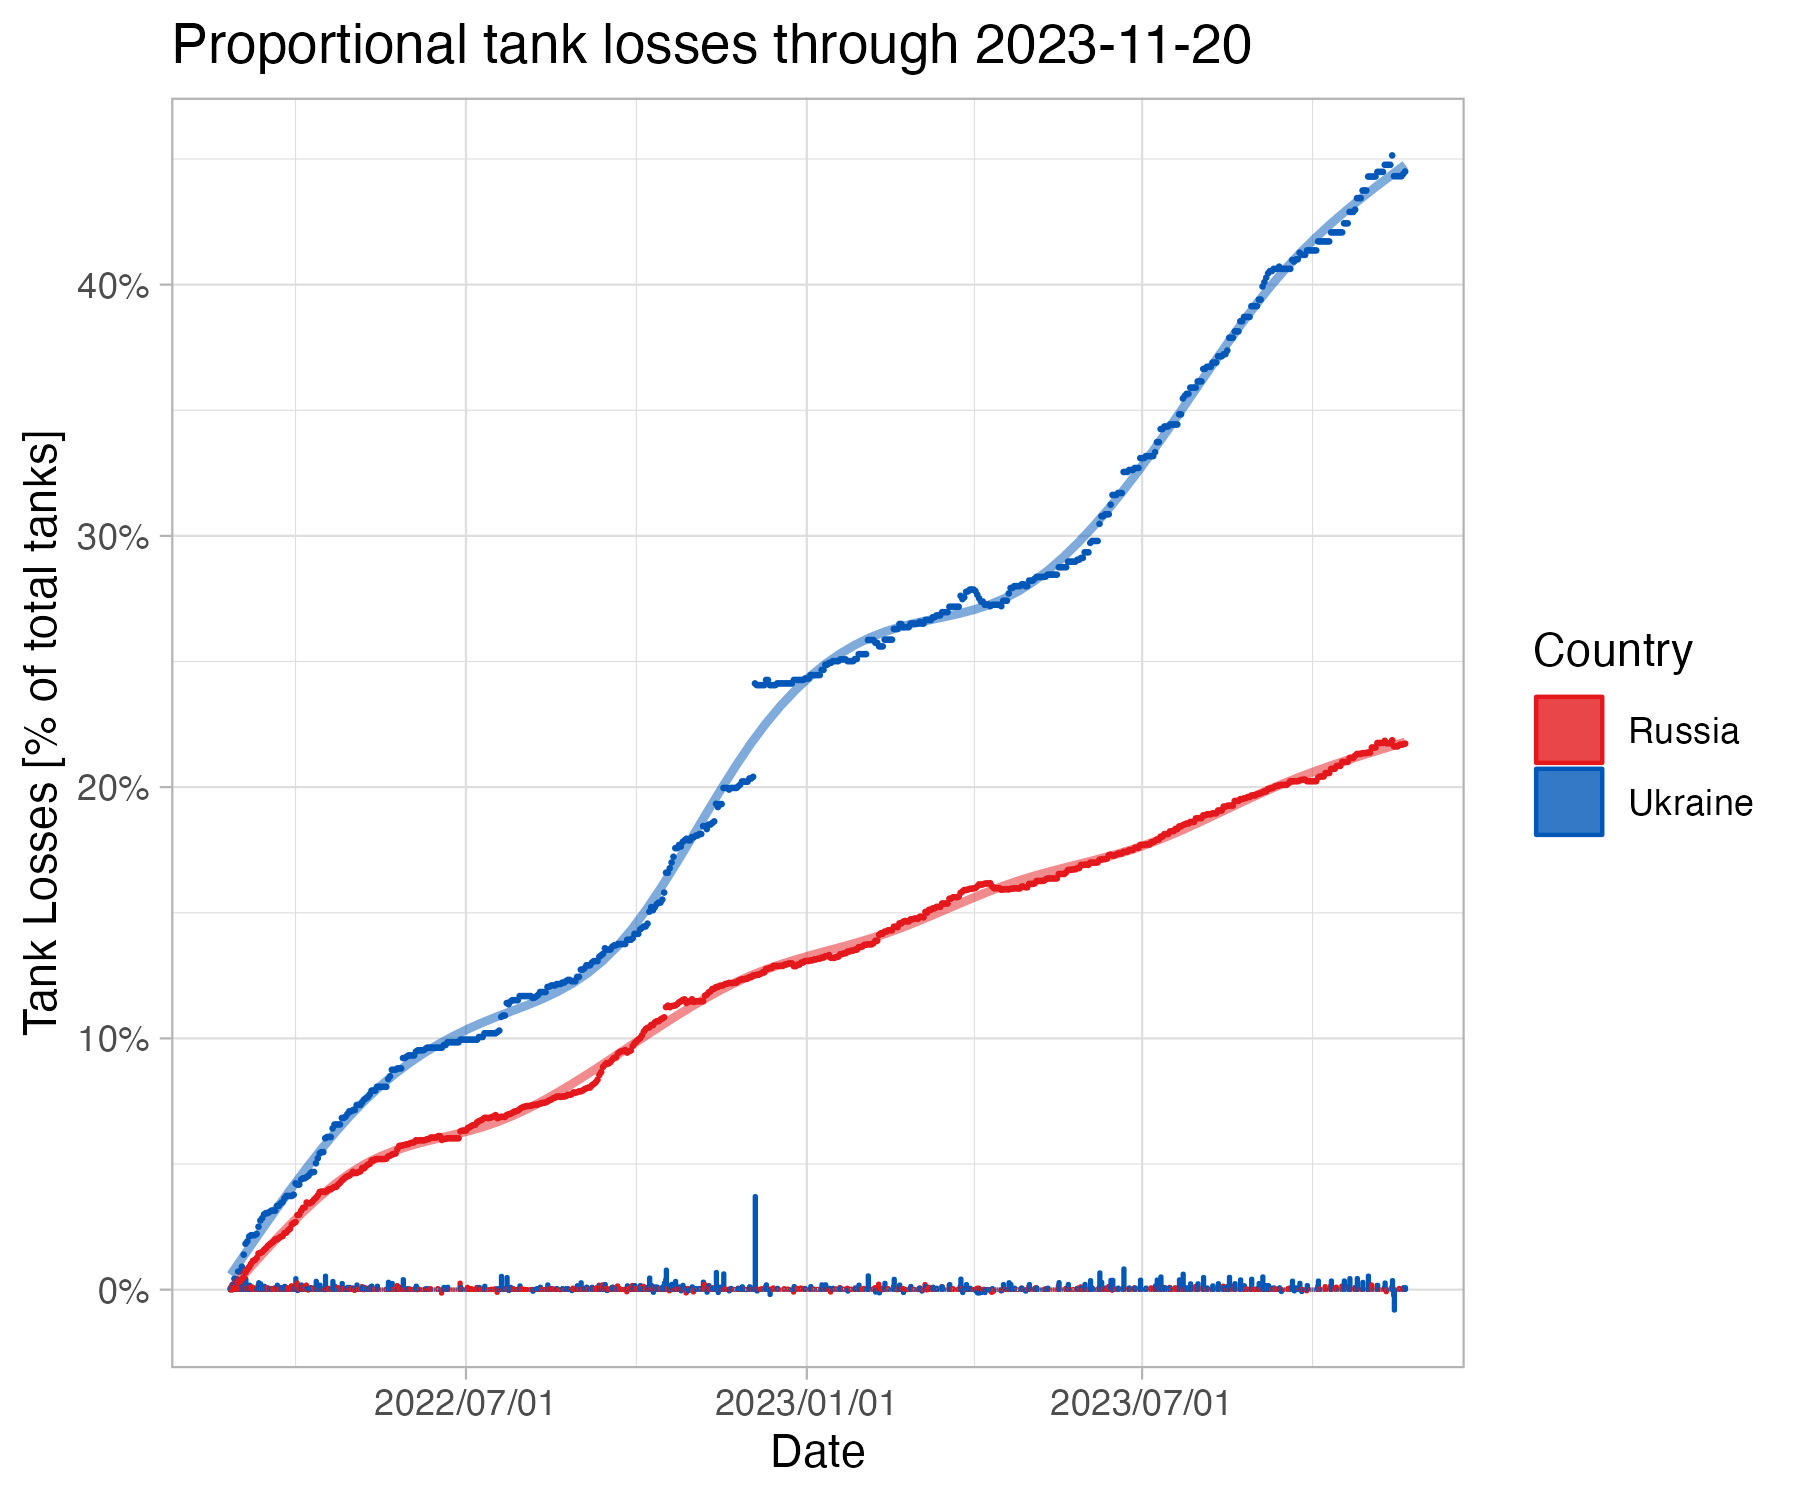 Proportional tank losses through 2023-11-20
Tank Losses [% of total tanks]
40%
30%
20%
10%
0%
2022/07/01
2023/01/01
2023/07/01
Date
Country
Russia
Ukraine